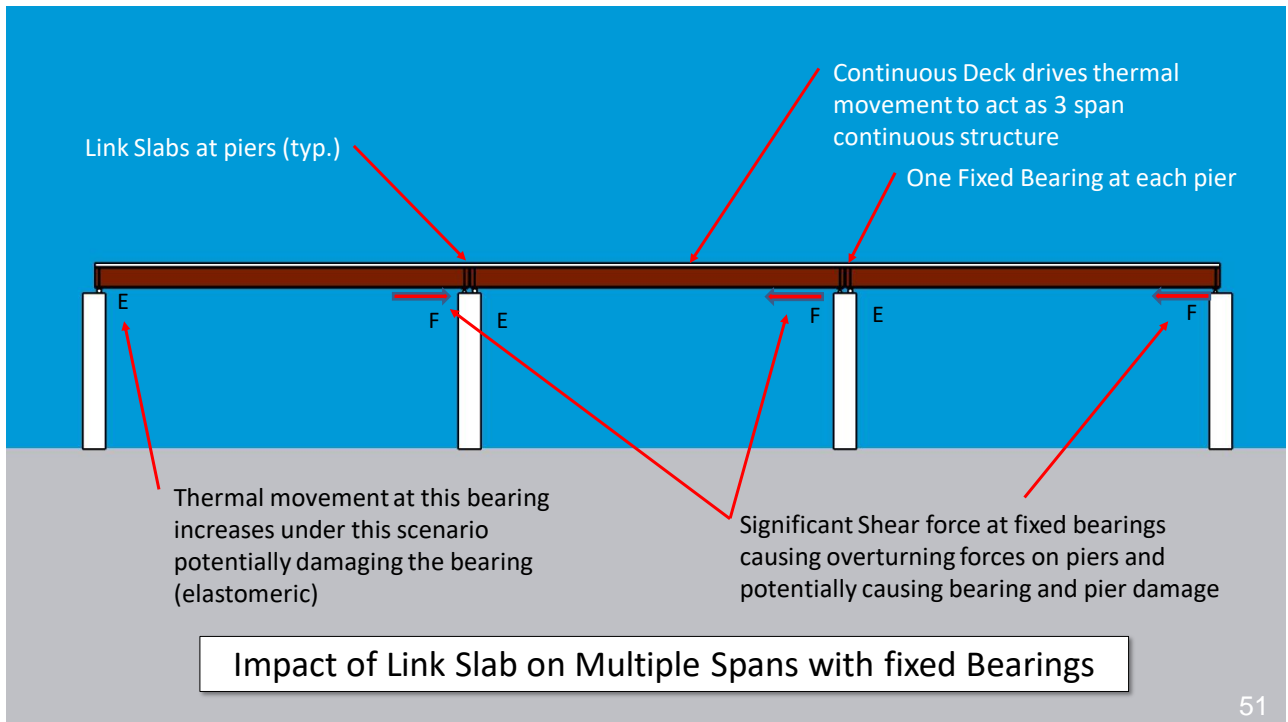 Continuous Deck drives thermal
movement to act as 3 span
continuous structure
Link Slabs at piers (typ.)
One Fixed Bearing at each pier
E
F
E
F
E
F
Thermal movement at this bearing
increases under this scenario
potentially damaging the bearing
(elastomeric)
Significant Shear force at fixed bearings
causing overturning forces on piers and
potentially causing bearing and pier damage
Impact of Link Slab on Multiple Spans with fixed Bearings
51